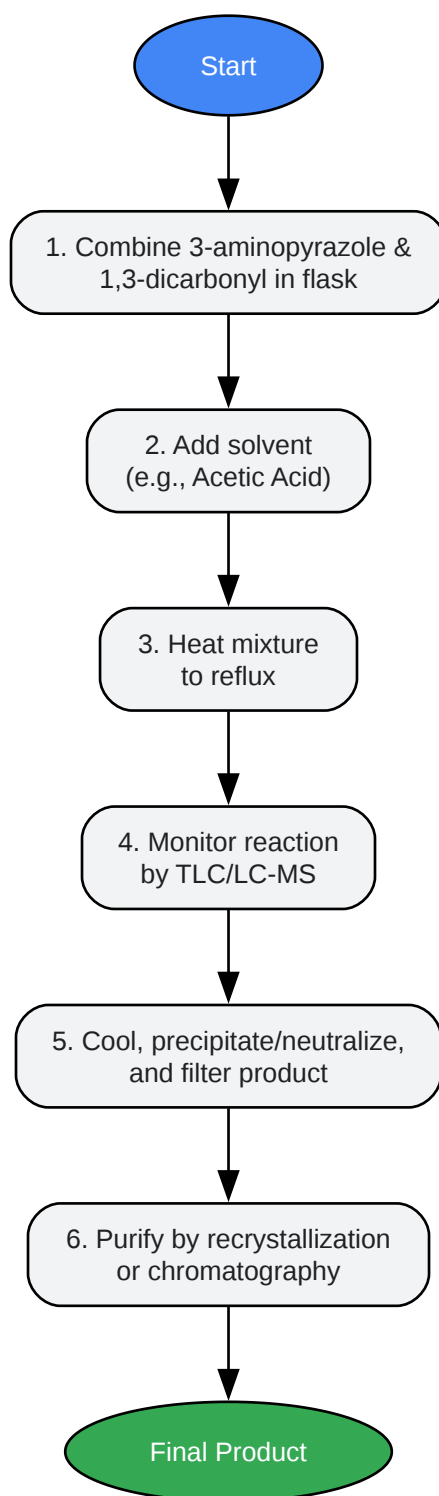 Start
1. Combine 3-aminopyrazole &
1,3-dicarbonyl in flask
2. Add solvent
(e.g., Acetic Acid)
3. Heat mixture
to reflux
4. Monitor reaction
by TLC/LC-MS
5. Cool, precipitate/neutralize,
and filter product
6. Purify by recrystallization
or chromatography
Final Product